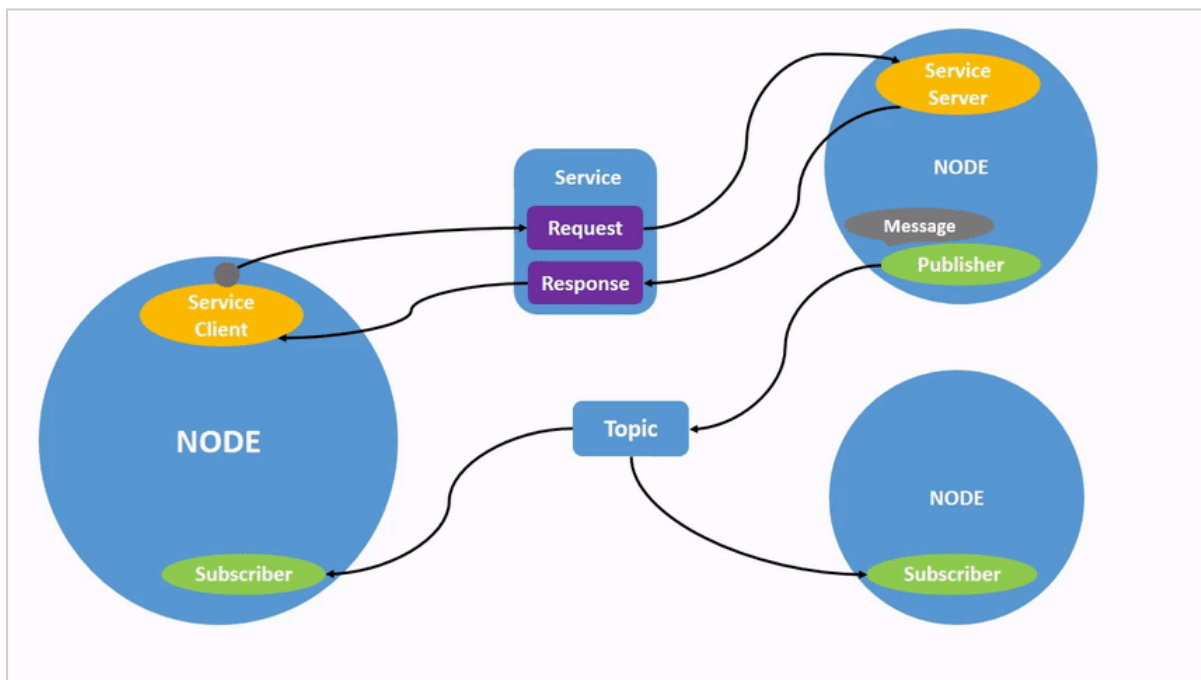 Service
Server
NODE
Message
Publisher
Service
Request
Response
Service
Client
NODE
Subscriber
Topic
NODE
Subscriber